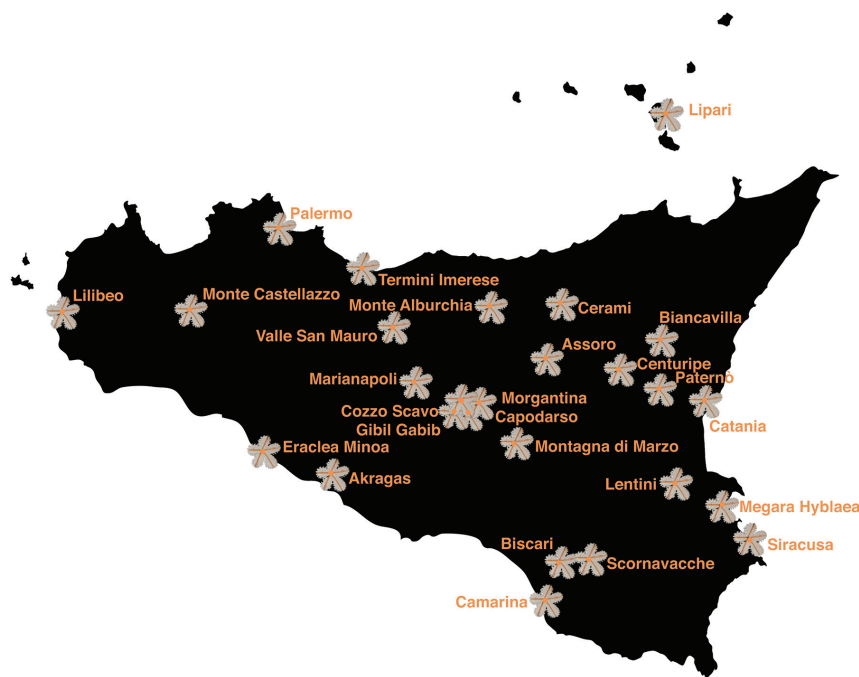 Lipari
Palermo
Termini Imerese
Lilibeo
Monte Castellazzo
Monte Alburchia
Cerami
Biancavilla
Valle San Mauro
Assoro
Centuripe
Marianapoli
Paternò
Morgantina
Cozzo Scavo
Capodarso
Catania
Gibil Gabib
Eraclea Minoa
Montagna di Marzo
Akragas
Lentini
Megara Hyblaea
Biscari
Siracusa
Scornavacche
Camarina